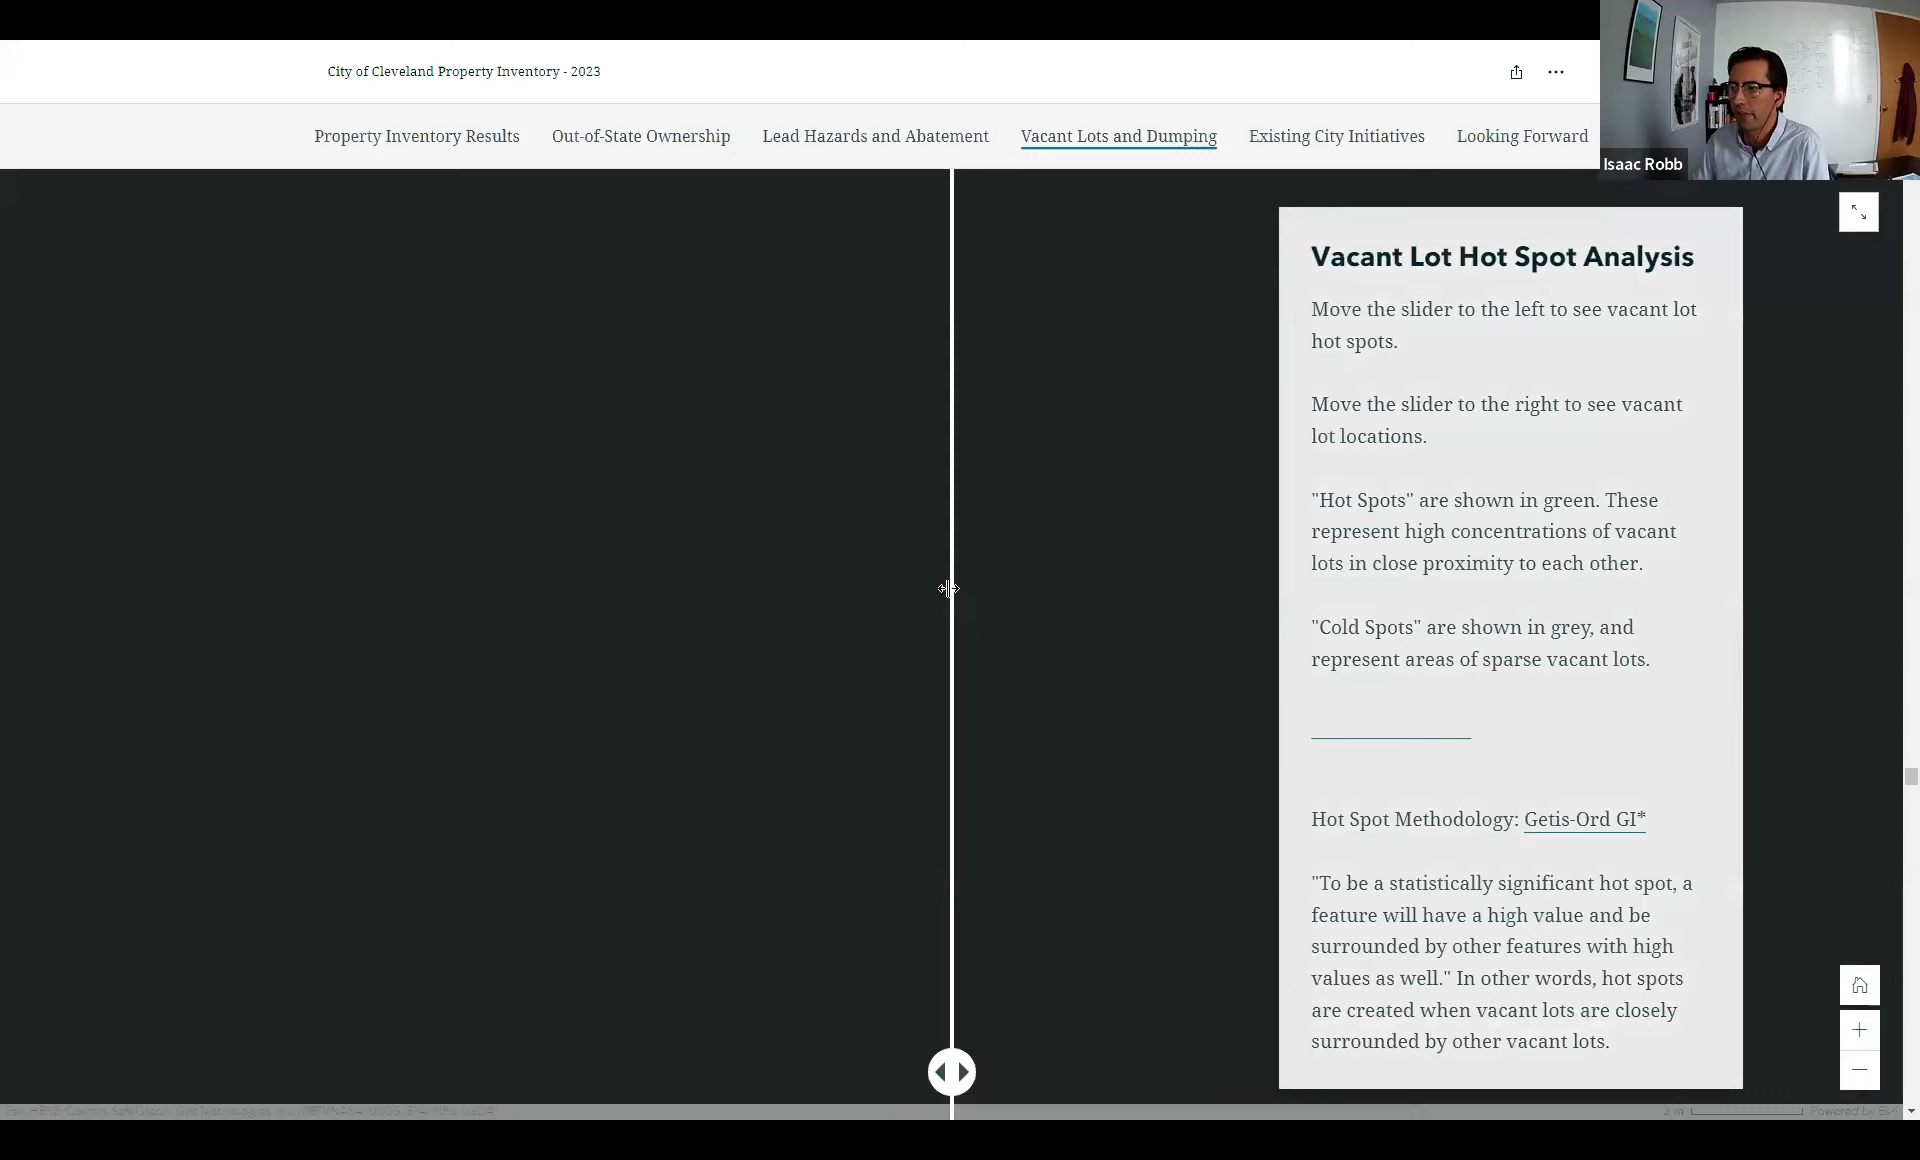 City of Cleveland Property Inventory - 2023
Property Inventory Results
Out-of-State Ownership
Lead Hazards and Abatement
Vacant Lots and Dumping
Existing City Initiatives
Looking Forward
Isaac Robb
Vacant Lot Hot Spot Analysis
Move the slider to the left to see vacant lot
hot spots.
Move the slider to the right to see vacant
lot locations.
"Hot Spots" are shown in green. These
represent high concentrations of vacant
lots in close proximity to each other.
"Cold Spots" are shown in grey, and
represent areas of sparse vacant lots.
Hot Spot Methodology: Getis-Ord GI*
"To be a statistically significant hot spot, a
feature will have a high value and be
surrounded by other features with high
values as well." In other words, hot spots
are created when vacant lots are closely
surrounded by other vacant lots.
Powered by Esri